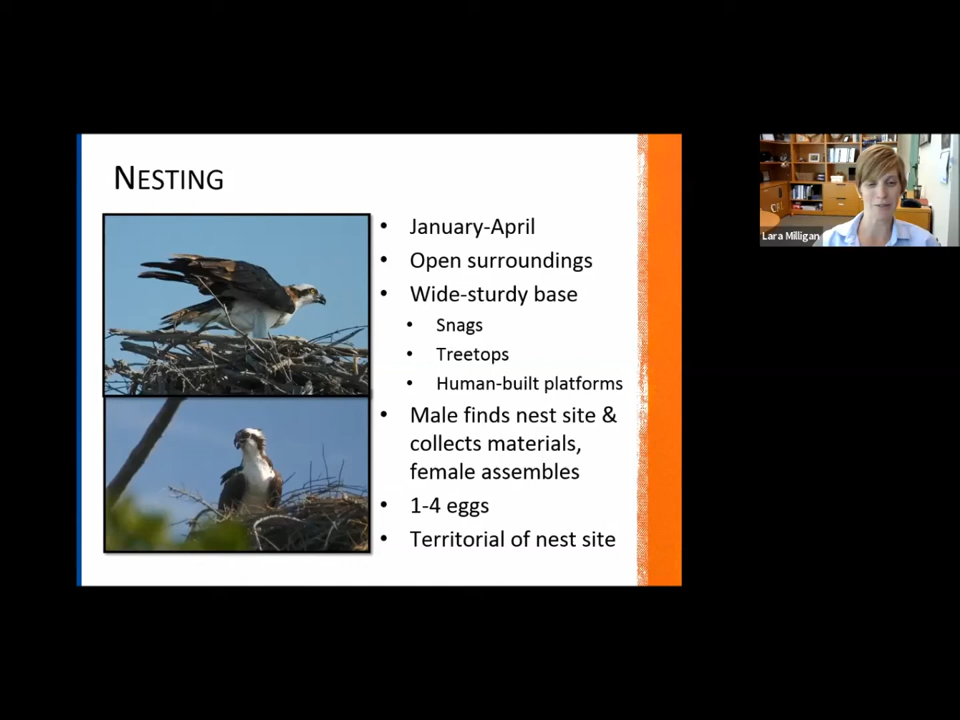 NESTING
• January-April
• Open surroundings
• Wide-sturdy base
• Snags
• Treetops
• Human-built platforms
• Male finds nest site &
collects materials,
female assembles
• 1-4 eggs
• Territorial of nest site
Lara Milligan